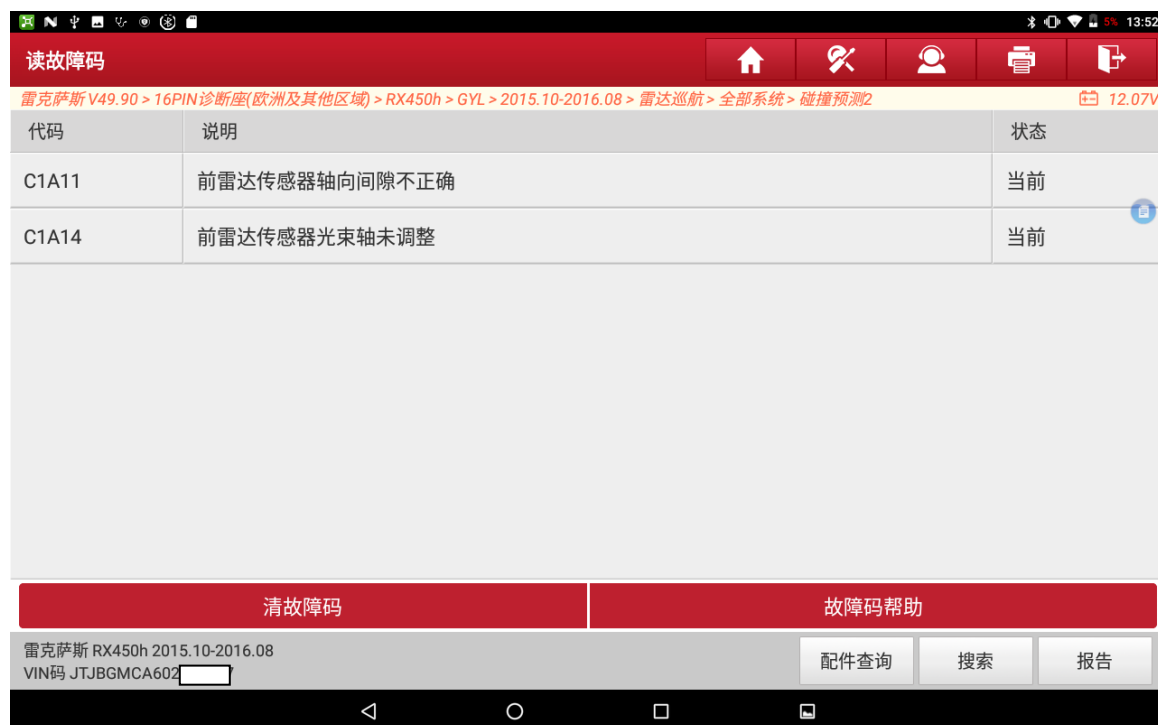 5% 13:52
读故障码
雷克萨斯 V49.90 > 16PIN诊断座(欧洲及其他区域) > RX450h > GYL > 2015.10-2016.08 > 雷达巡航 > 全部系统 > 碰撞预测2 12.07V
代码 说明 状态
C1A11 前雷达传感器轴向间隙不正确 当前
C1A14 前雷达传感器光束轴未调整 当前
清故障码 故障码帮助
雷克萨斯 RX450h 2015.10-2016.08
VIN码 JTJBGMCA602
配件查询 搜索 报告